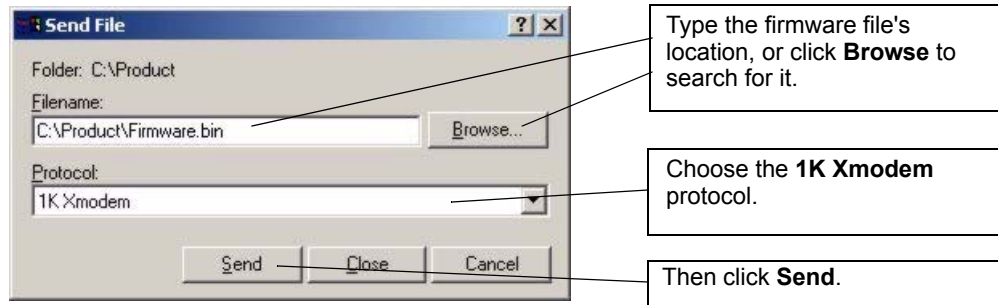 Send File
Folder: C:\Product
Filename:
C:\Product\Firmware.bin
Browse...
Protocol:
1K Xmodem
Send
Close
Cancel
Type the firmware file's
location, or click Browse to
search for it.
Choose the 1K Xmodem
protocol.
Then click Send.